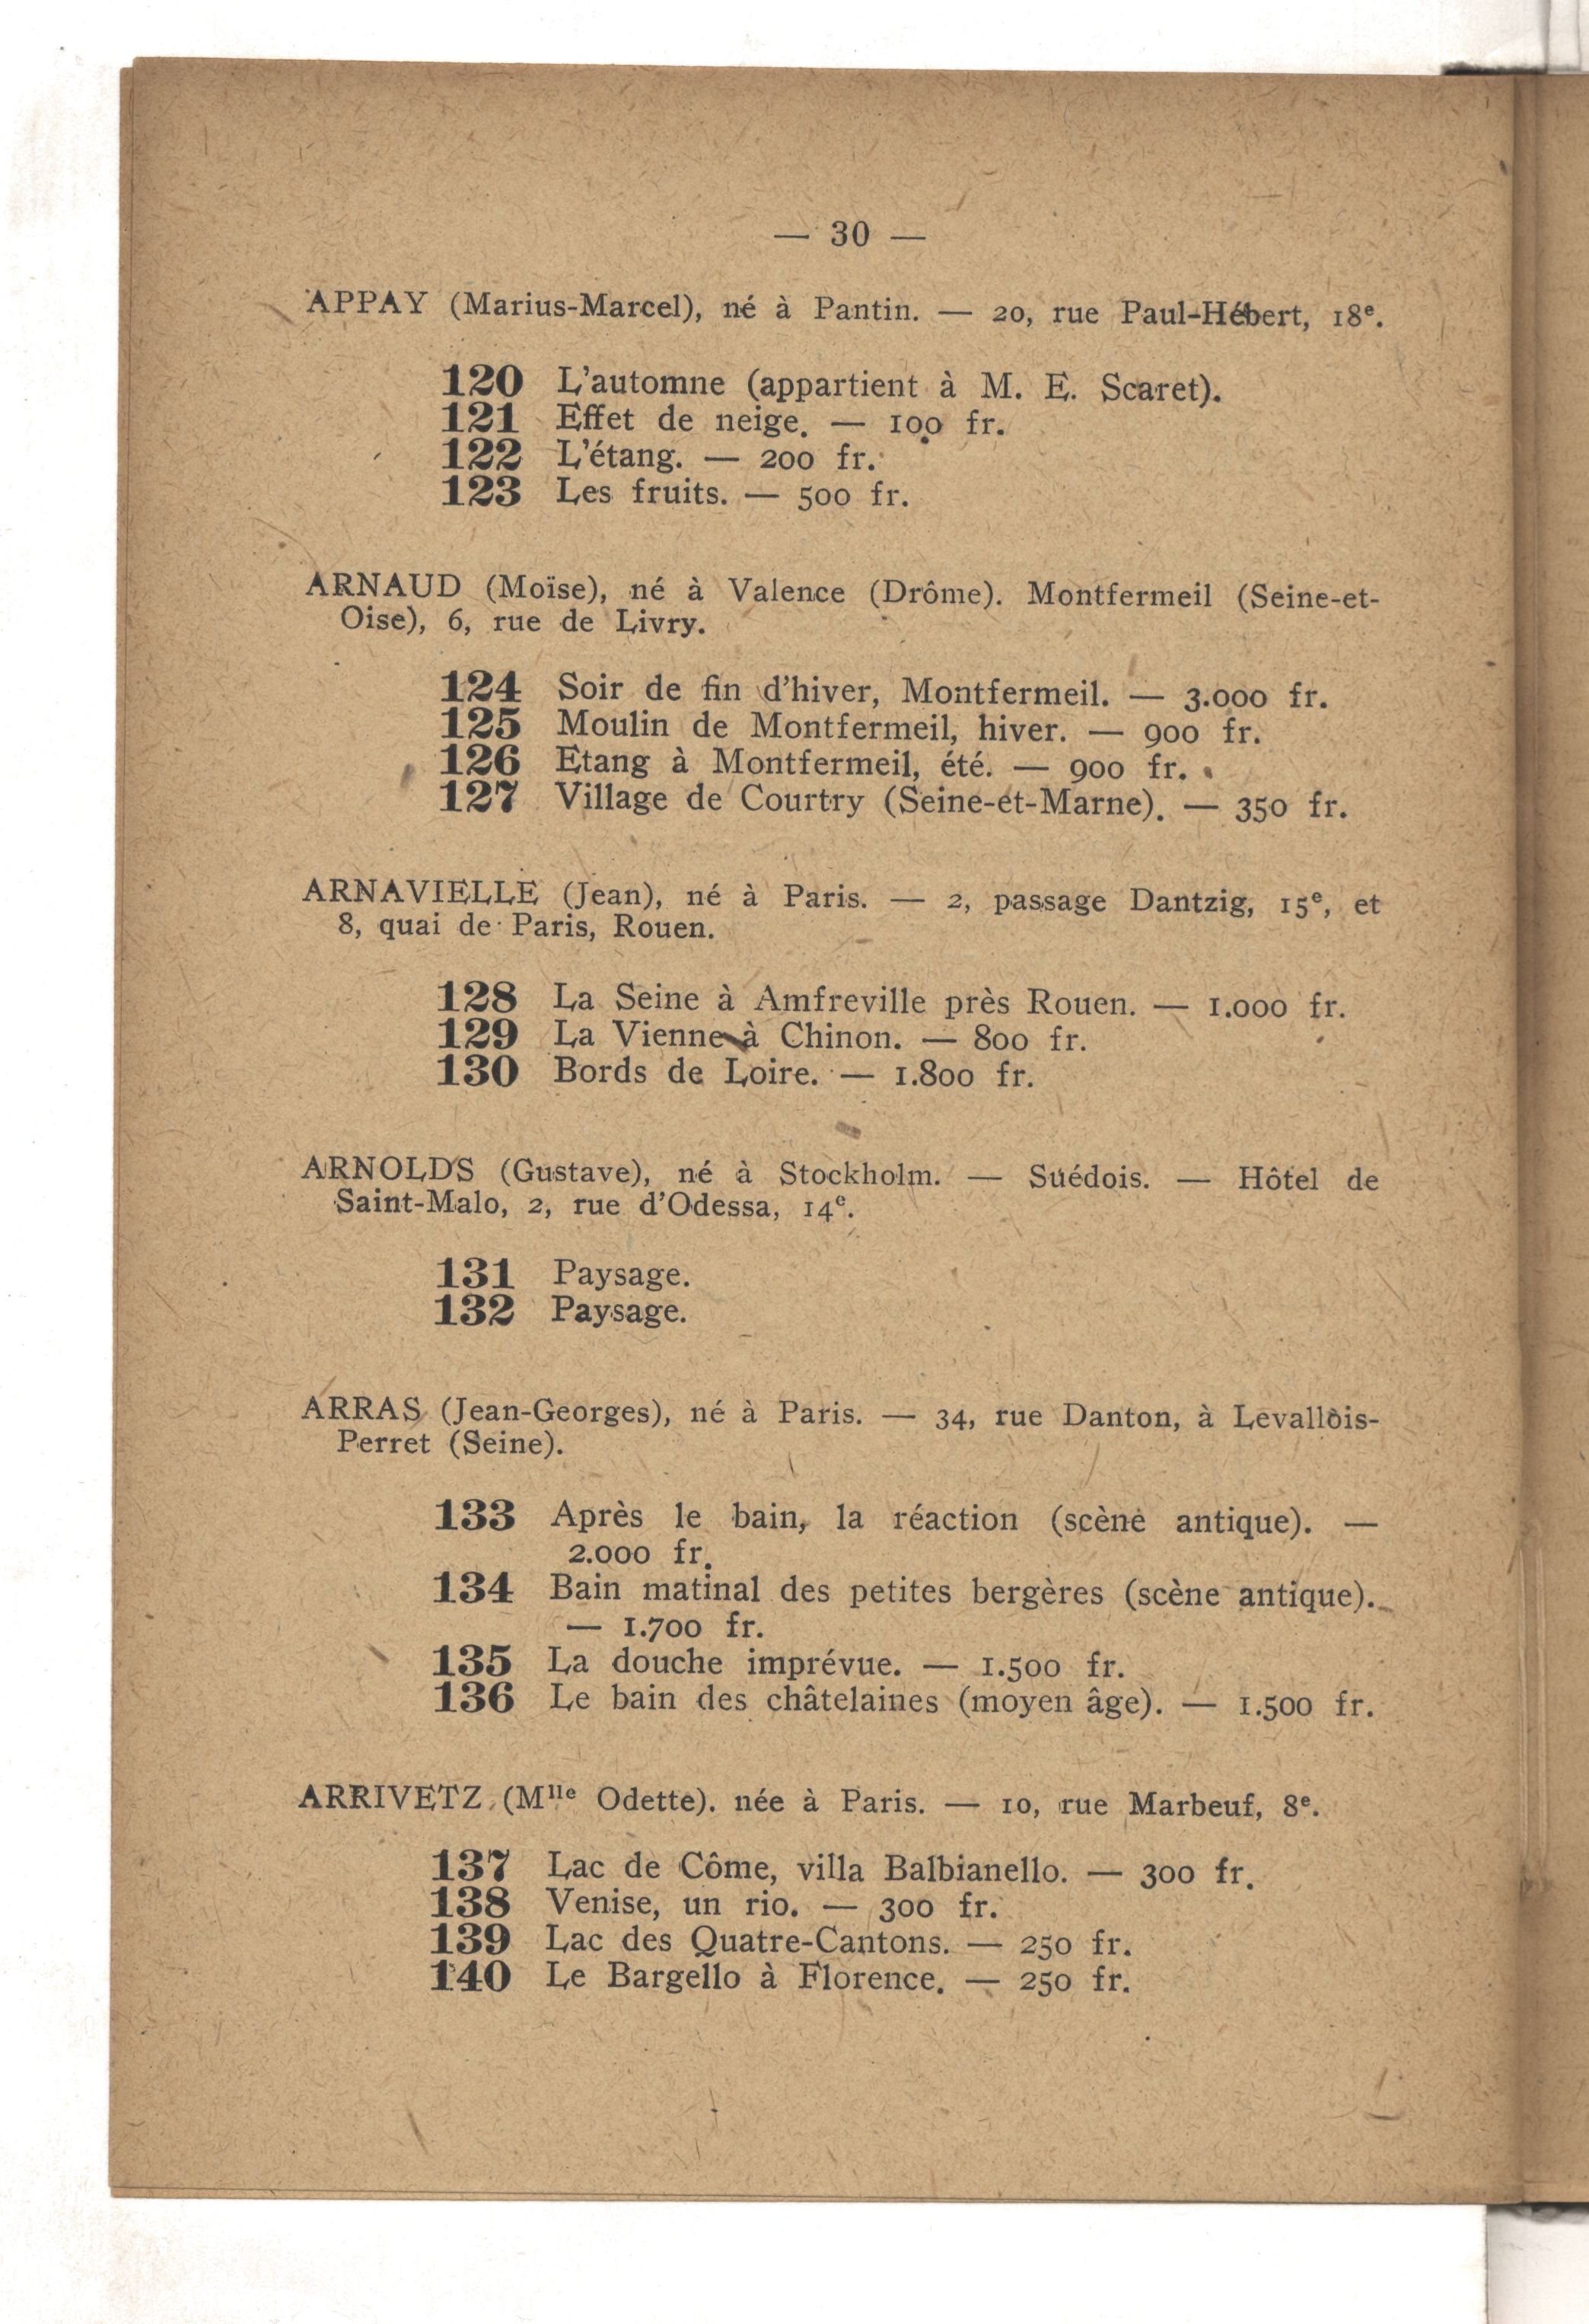 — 30 —
APPAY (Marius-Marcel), né à Pantin. — 20, rue Paul-Hébert, 18e.
120 L'automne (appartient à M. E. Scaret).
121 Effet de neige. — 100 fr.
122 L'étang. — 200 fr.
123 Les fruits. — 500 fr.
ARNAUD (Moïse), né à Valence (Drôme). Montfermeil (Seine-et-
Oise), 6, rue de Livry.
124 Soir de fin d'hiver, Montfermeil. — 3.000 fr.
125 Moulin de Montfermeil, hiver. — 900 fr.
126 Etang à Montfermeil, été. — 900 fr.
127 Village de Courtry (Seine-et-Marne). — 350 fr.
ARNAVIELLE (Jean), né à Paris. — 2, passage Dantzig, 15e, et
8, quai de Paris, Rouen.
128 La Seine à Amfreville près Rouen. — 1.000 fr.
129 La Vienne à Chinon. — 800 fr.
130 Bords de Loire. — 1.800 fr.
ARNOLDS (Gustave), né à Stockholm. — Suédois. — Hôtel de
Saint-Malo, 2, rue d'Odessa, 14e.
131 Paysage.
132 Paysage.
ARRAS (Jean-Georges), né à Paris. — 34, rue Danton, à Levallois-
Perret (Seine).
133 Après le bain, la réaction (scène antique). —
2.000 fr.
134 Bain matinal des petites bergères (scène antique).
— 1.700 fr.
135 La douche imprévue. — 1.500 fr.
136 Le bain des châtelaines (moyen âge). — 1.500 fr.
ARRIVETZ (Mlle Odette). née à Paris. — 10, rue Marbeuf, 8e.
137 Lac de Côme, villa Balbianello. — 300 fr.
138 Venise, un rio. — 300 fr.
139 Lac des Quatre-Cantons. — 250 fr.
140 Le Bargello à Florence. — 250 fr.